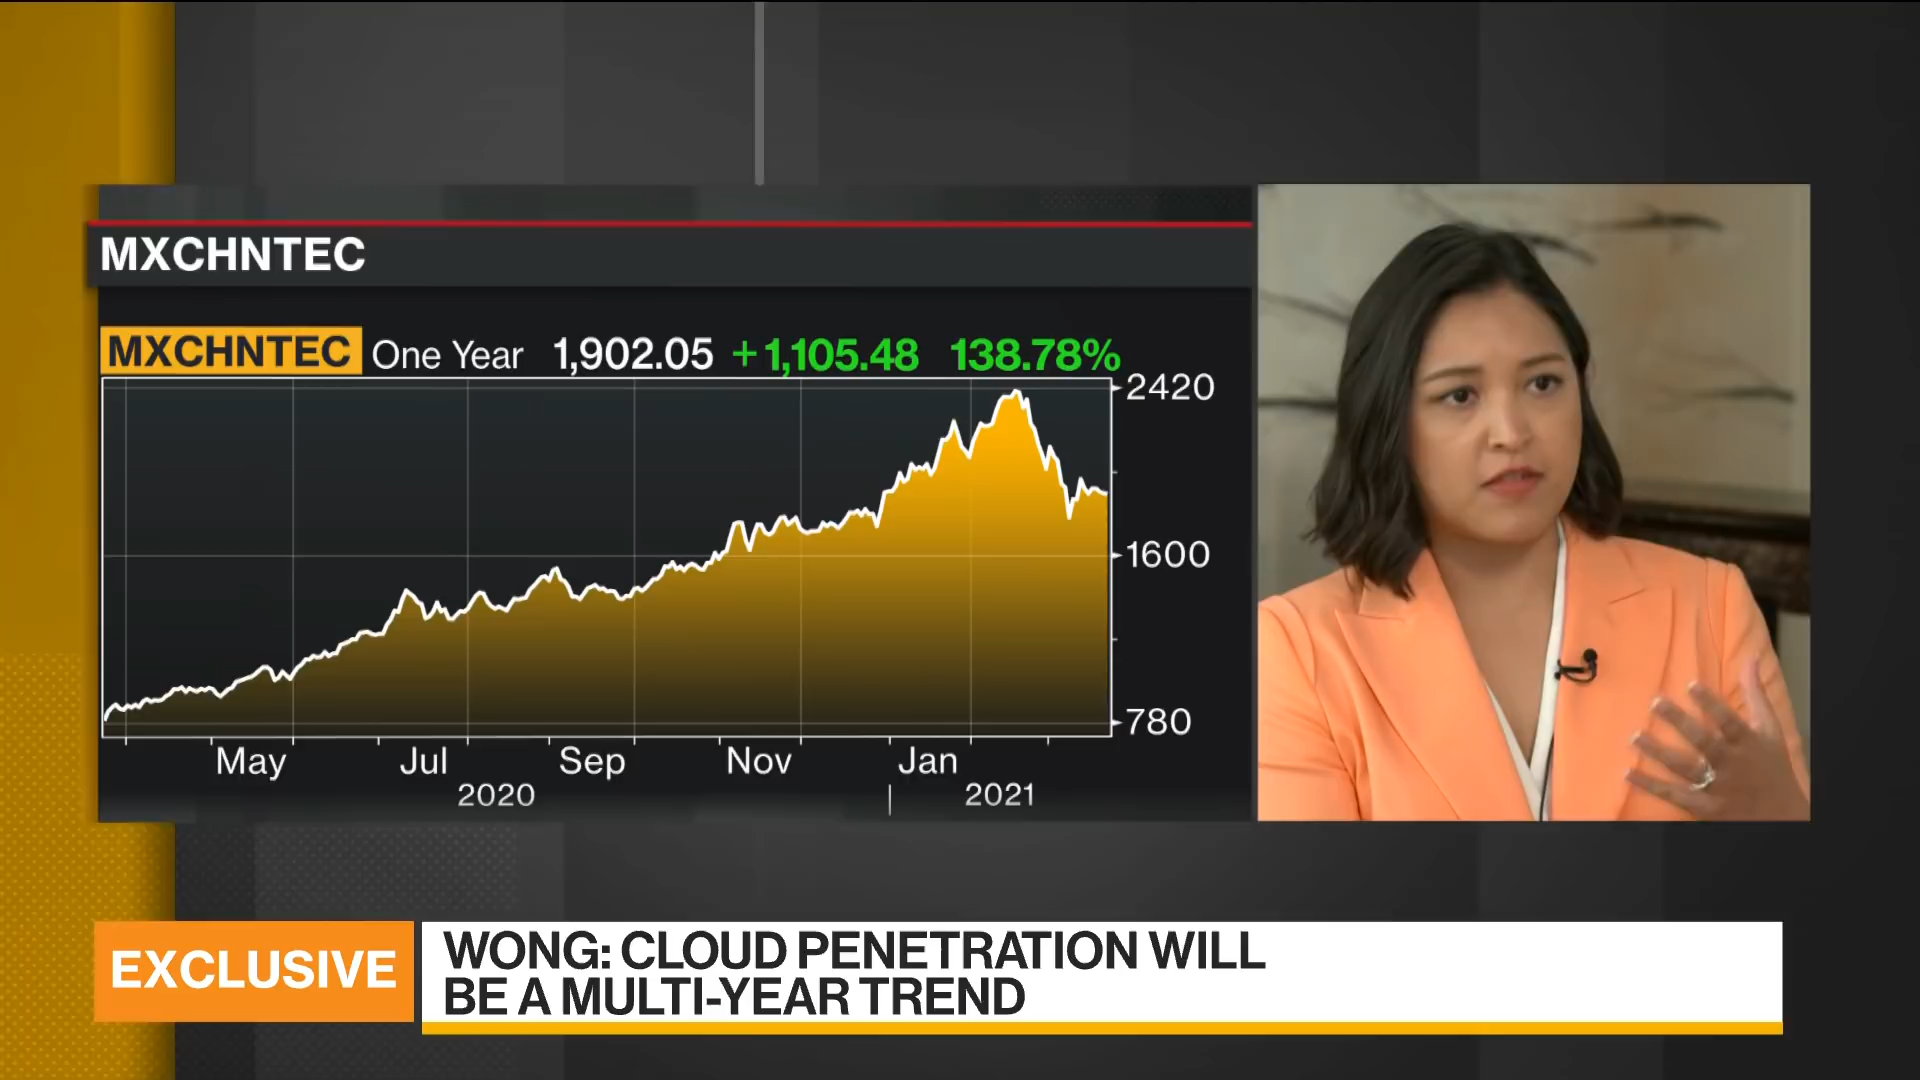 MXCHNTEC
MXCHNTEC One Year 1,902.05 +1,105.48 138.78%
2420
1600
780
May Jul Sep Nov Jan
2020 2021
EXCLUSIVE
WONG: CLOUD PENETRATION WILL
BE A MULTI-YEAR TREND